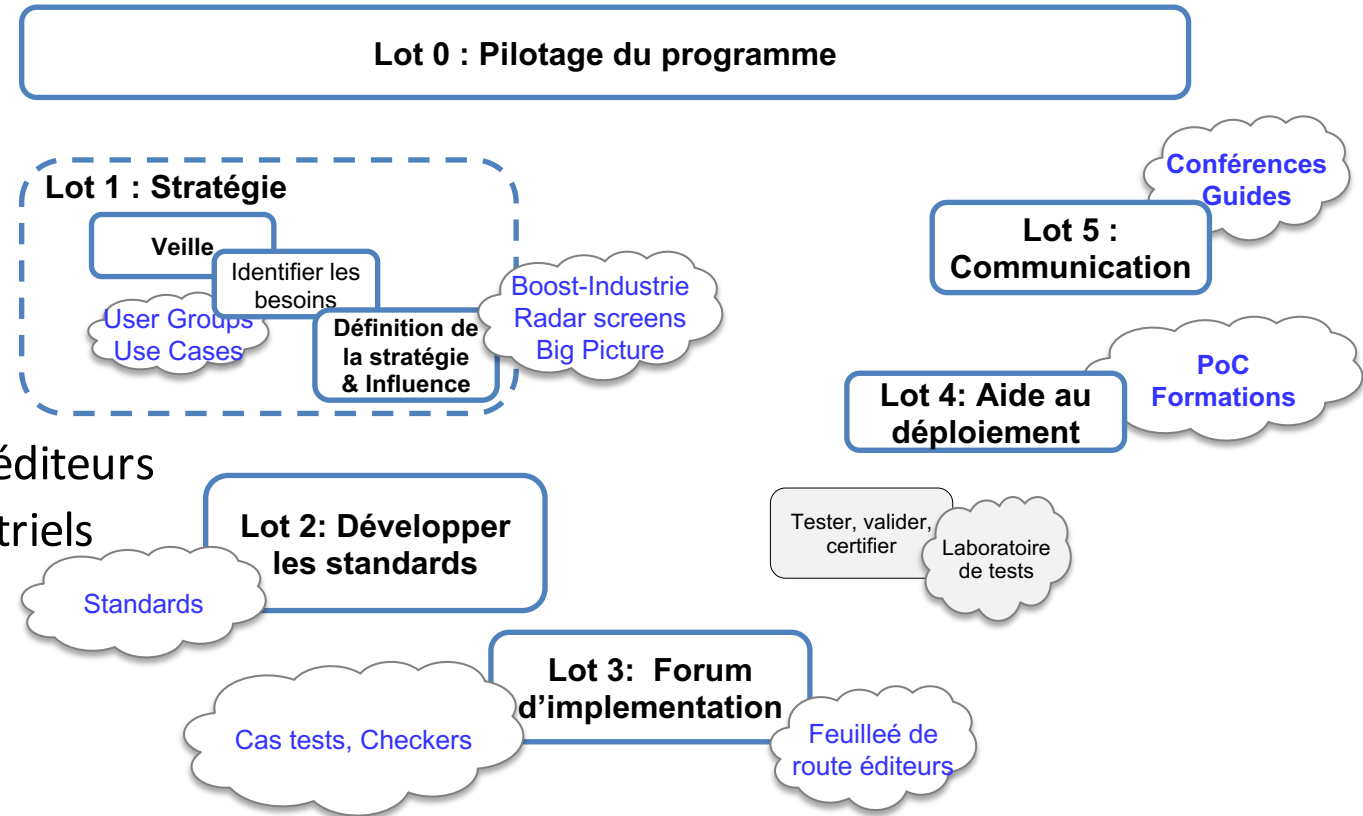 Lot 0 : Pilotage du programme
Lot 1 : Stratégie
Veille
Identifier les
besoins
User Groups
Use Cases
Définition de
la stratégie
& Influence
Boost-Industrie
Radar screens
Big Picture
Conférences
Guides
Lot 5 :
Communication
PoC
Formations
Lot 4: Aide au
déploiement
éditeurs
triels
Lot 2: Développer
les standards
Standards
Tester, valider,
certifier
Laboratoire
de tests
Lot 3:  Forum
d’implementation
Cas tests, Checkers
Feuilleé de
route éditeurs